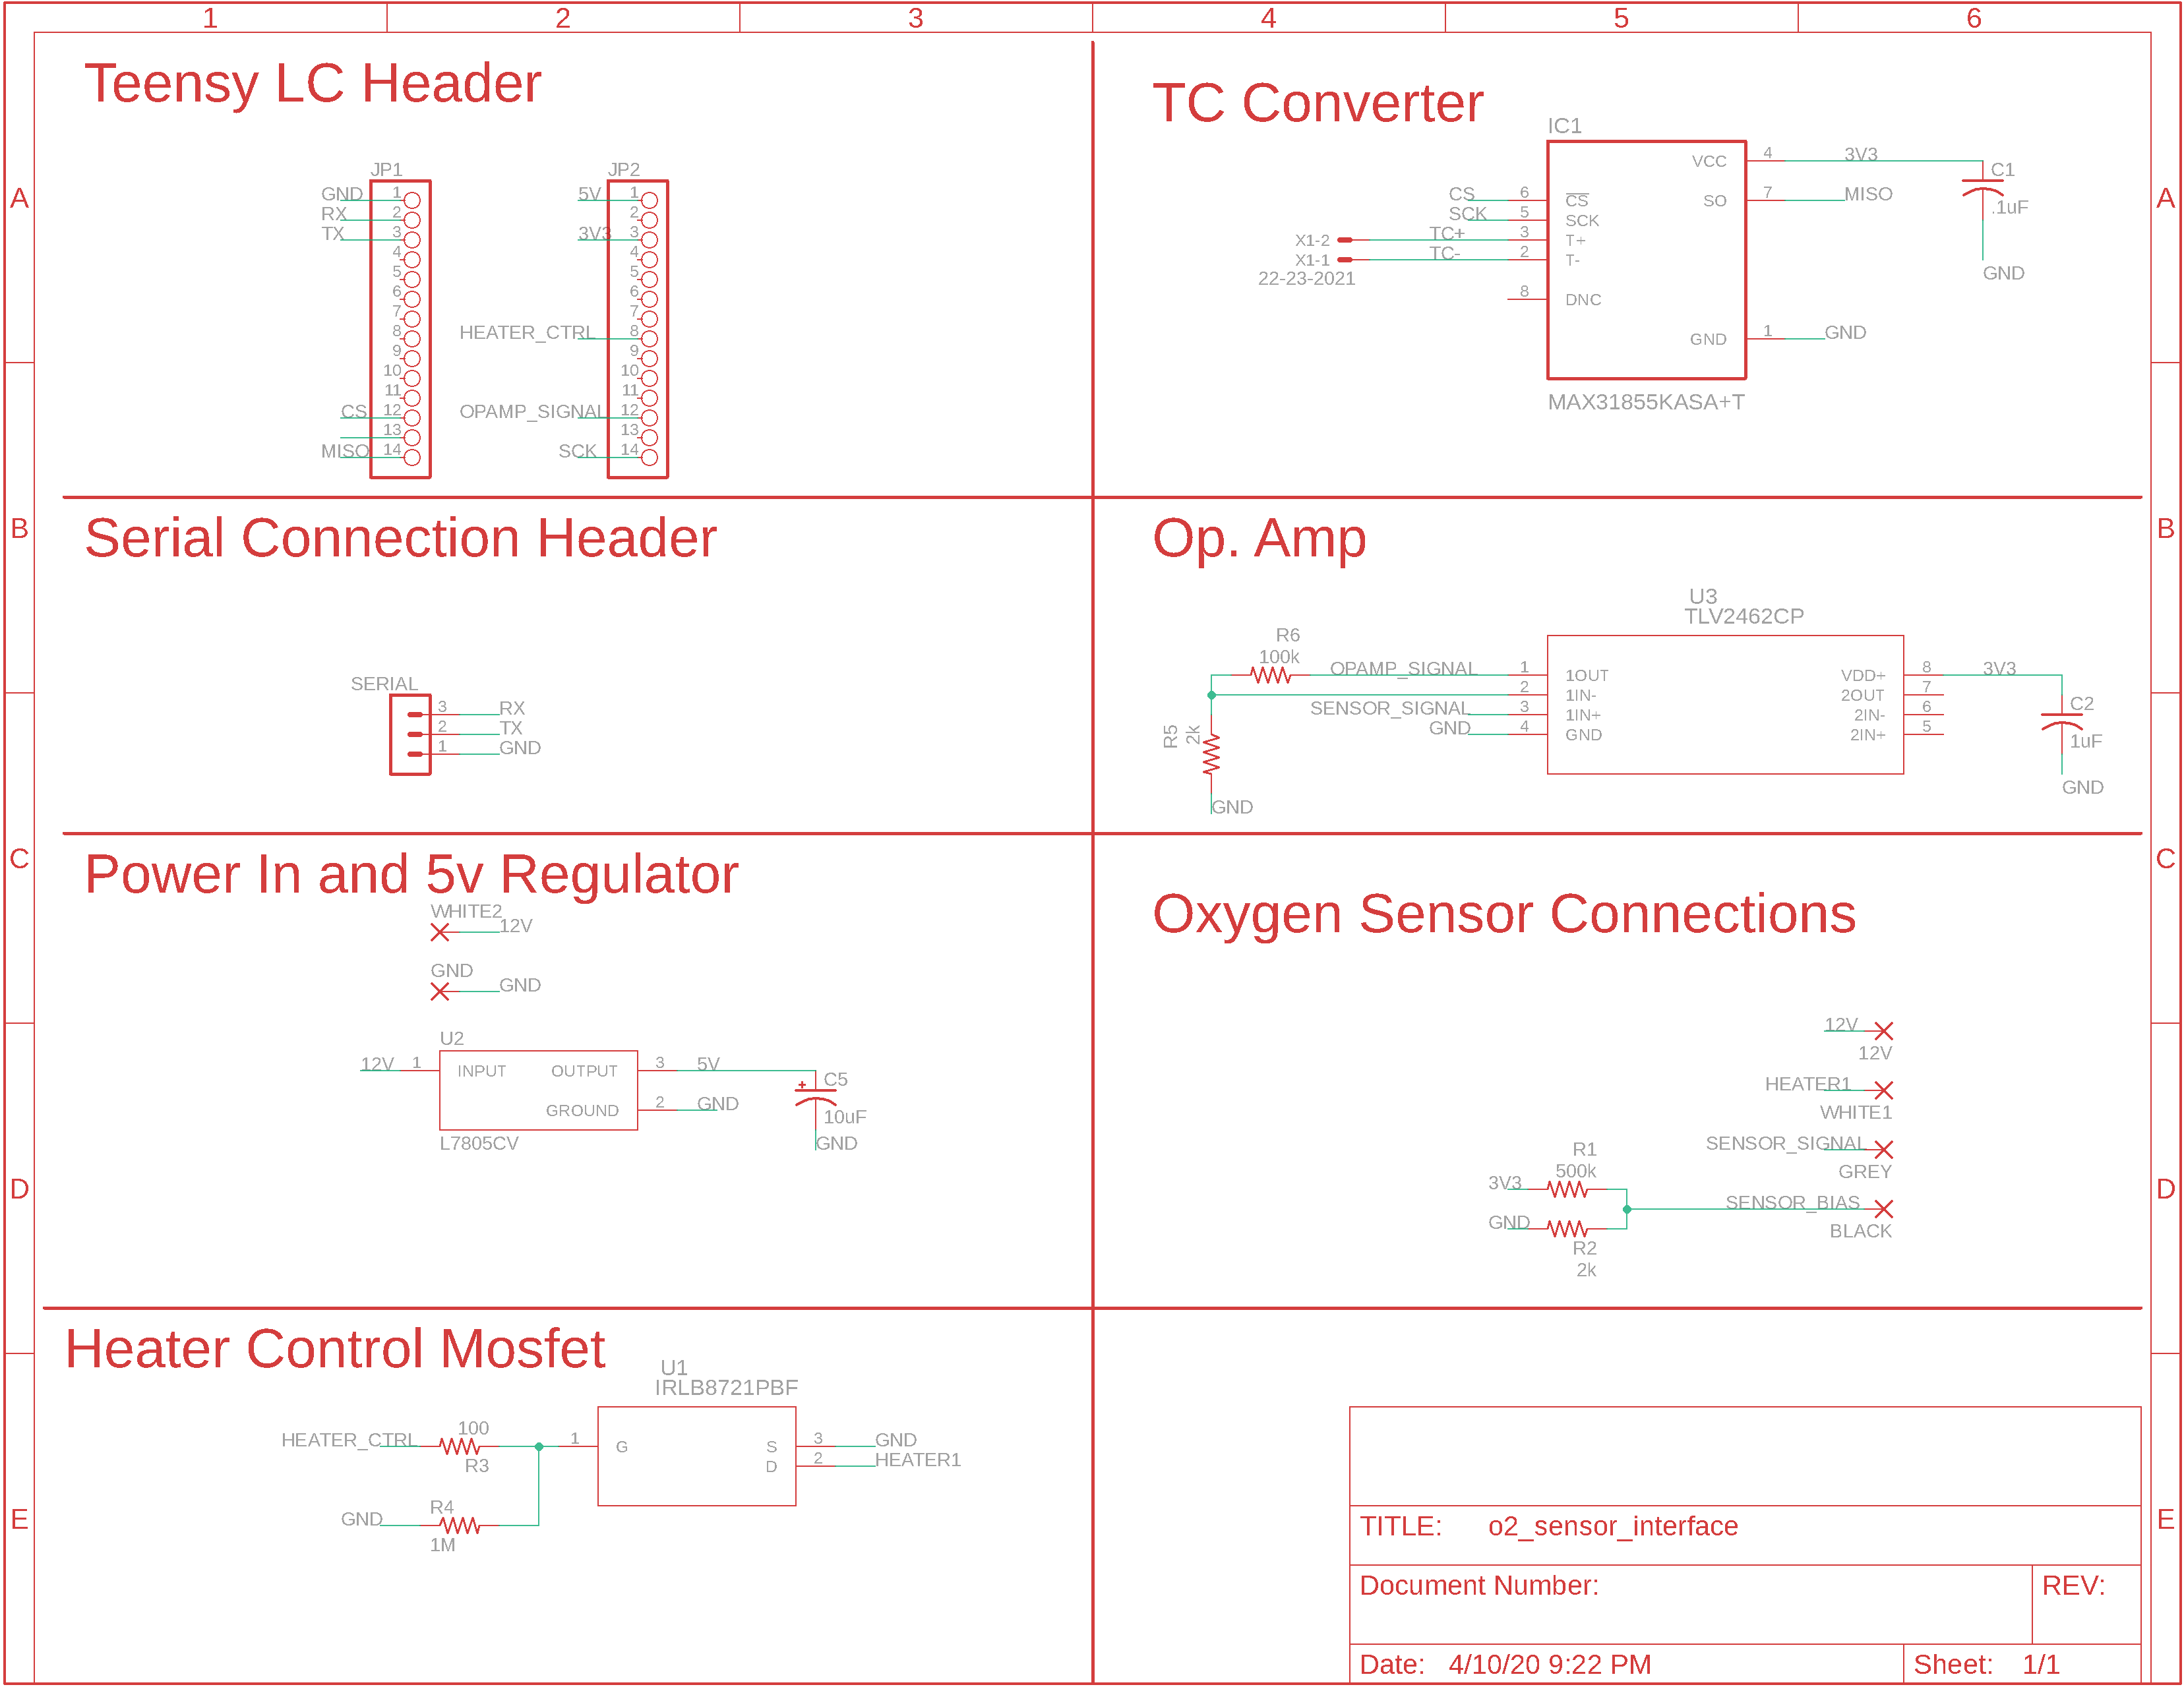 1 2 3 4 5 6
A
B
C
D
E
A
B
C
D
E
Teensy LC Header
JP1
GND 1
RX 2
TX 3
4
5
6
7
8
9
10
11
CS 12
13
MISO 14
JP2
5V 1
2
3V3 3
4
5
6
7
HEATER_CTRL 8
9
10
11
OPAMP_SIGNAL 12
13
SCK 14
TC Converter
IC1
VCC 4 3V3
SO 7 MISO
C1
.1uF
GND
CS 6 CS
SCK 5 SCK
X1-2 TC+ 3 T+
X1-1 TC- 2 T-
22-23-2021
8 DNC
GND 1 GND
MAX31855KASA+T
Serial Connection Header
SERIAL
3 RX
2 TX
1 GND
Op. Amp
U3
TLV2462CP
R6
100k
OPAMP_SIGNAL 1 1OUT
2 1IN-
SENSOR_SIGNAL 3 1IN+
GND 4 GND
R5
2k
GND
VDD+ 8 3V3
2OUT 7
2IN- 6
2IN+ 5
C2
1uF
GND
Power In and 5v Regulator
WHITE2
12V
GND
GND
U2
12V 1 INPUT
OUTPUT 3 5V
GROUND 2 GND
L7805CV
C5
10uF
GND
Oxygen Sensor Connections
12V
12V
HEATER1
WHITE1
SENSOR_SIGNAL
GREY
R1
500k
3V3
SENSOR_BIAS
BLACK
GND
R2
2k
Heater Control Mosfet
U1
IRLB8721PBF
HEATER_CTRL
100
R3
1 G
S 3 GND
D 2 HEATER1
GND
R4
1M
TITLE: o2_sensor_interface
Document Number:
REV:
Date: 4/10/20 9:22 PM
Sheet: 1/1